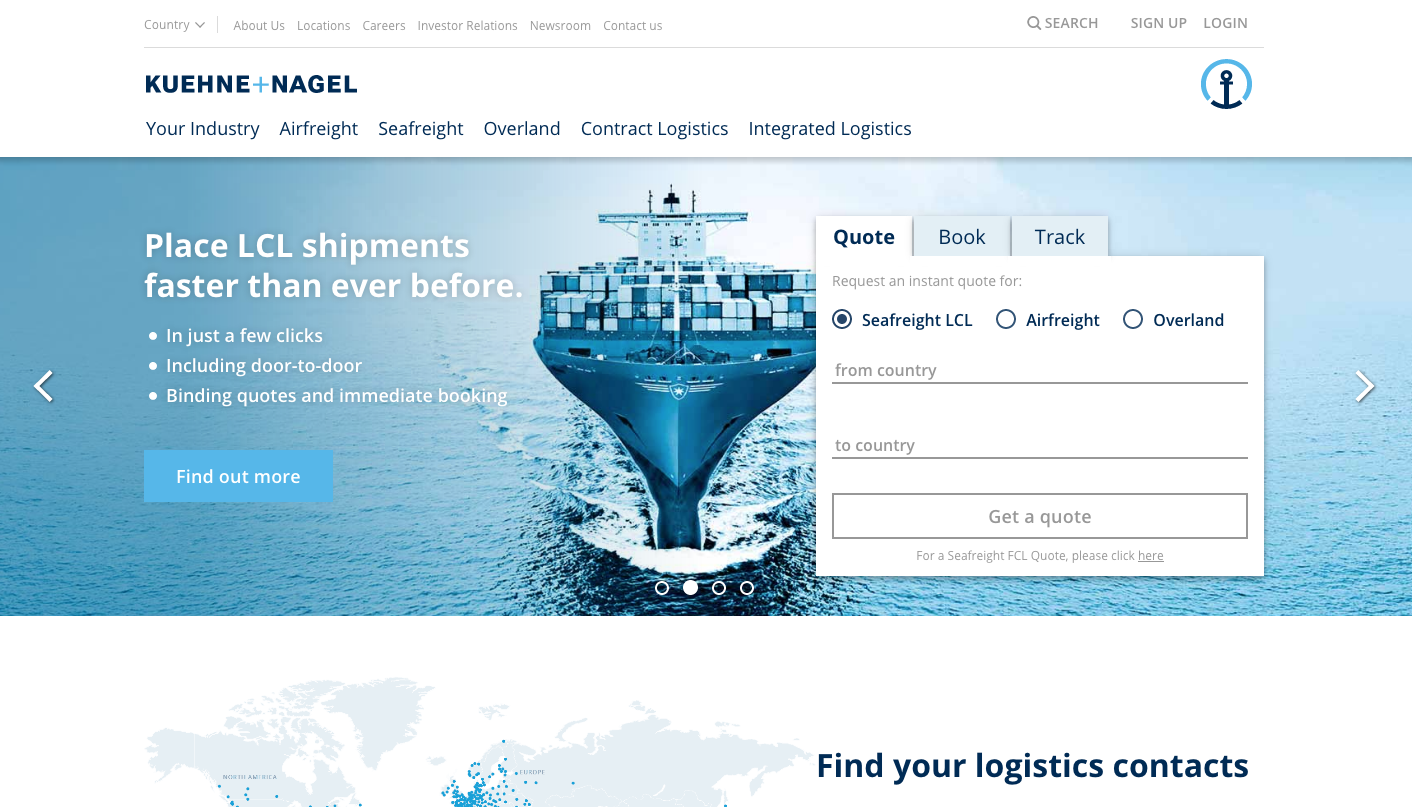 Country About Us Locations Careers Investor Relations Newsroom Contact us SEARCH SIGN UP LOGIN
KUEHNE+NAGEL
Your Industry Airfreight Seafreight Overland Contract Logistics Integrated Logistics
Place LCL shipments
faster than ever before.
• In just a few clicks
• Including door-to-door
• Binding quotes and immediate booking
Find out more
Quote Book Track
Request an instant quote for:
Seafreight LCL Airfreight Overland
from country
to country
Get a quote
For a Seafreight FCL Quote, please click here
NORTH AMERICA
EUROPE
Find your logistics contacts